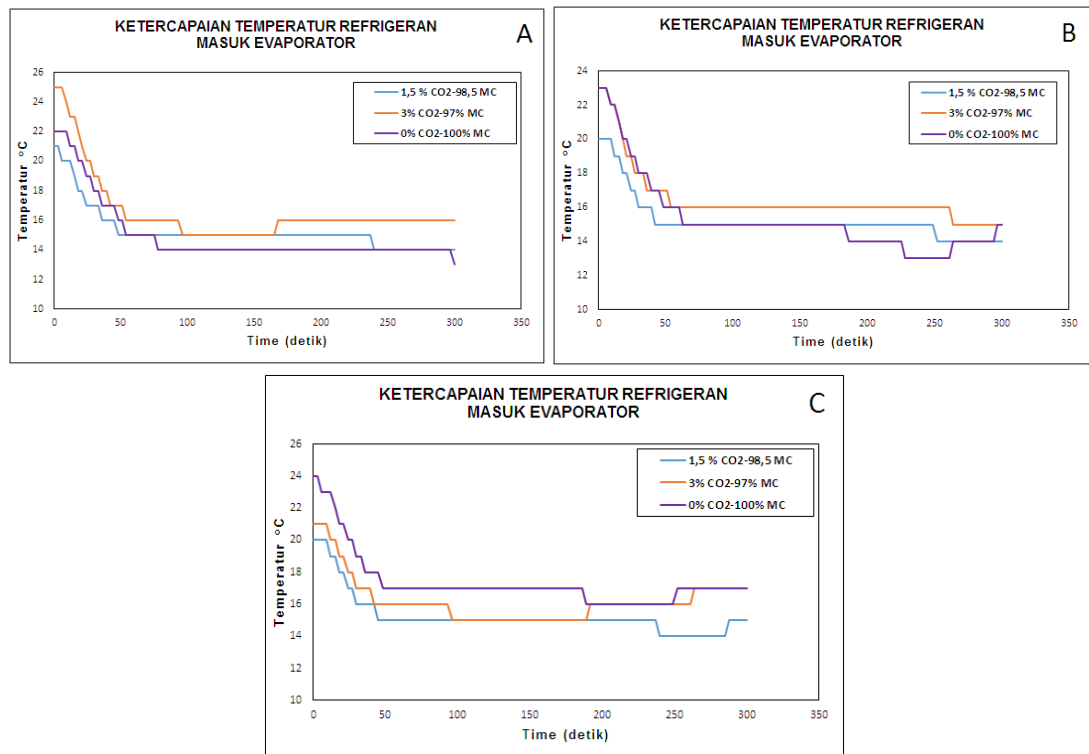 KETERCAPAIAN TEMPERATUR REFRIGERAN
MASUK EVAPORATOR
A
26
24
22
20
18
16
14
12
10
Temperatur °C
1,5 % CO2-98,5 MC
3% CO2-97% MC
0% CO2-100% MC
0
50
100
150
200
250
300
350
Time (detik)
KETERCAPAIAN TEMPERATUR REFRIGERAN
MASUK EVAPORATOR
B
24
22
20
18
16
14
12
10
Temperatur °C
1,5 % CO2-98,5 MC
3% CO2-97% MC
0% CO2-100% MC
0
50
100
150
200
250
300
350
Time (detik)
KETERCAPAIAN TEMPERATUR REFRIGERAN
MASUK EVAPORATOR
C
26
24
22
20
18
16
14
12
10
Temperatur °C
1,5 % CO2-98,5 MC
3% CO2-97% MC
0% CO2-100% MC
0
50
100
150
200
250
300
350
Time (detik)